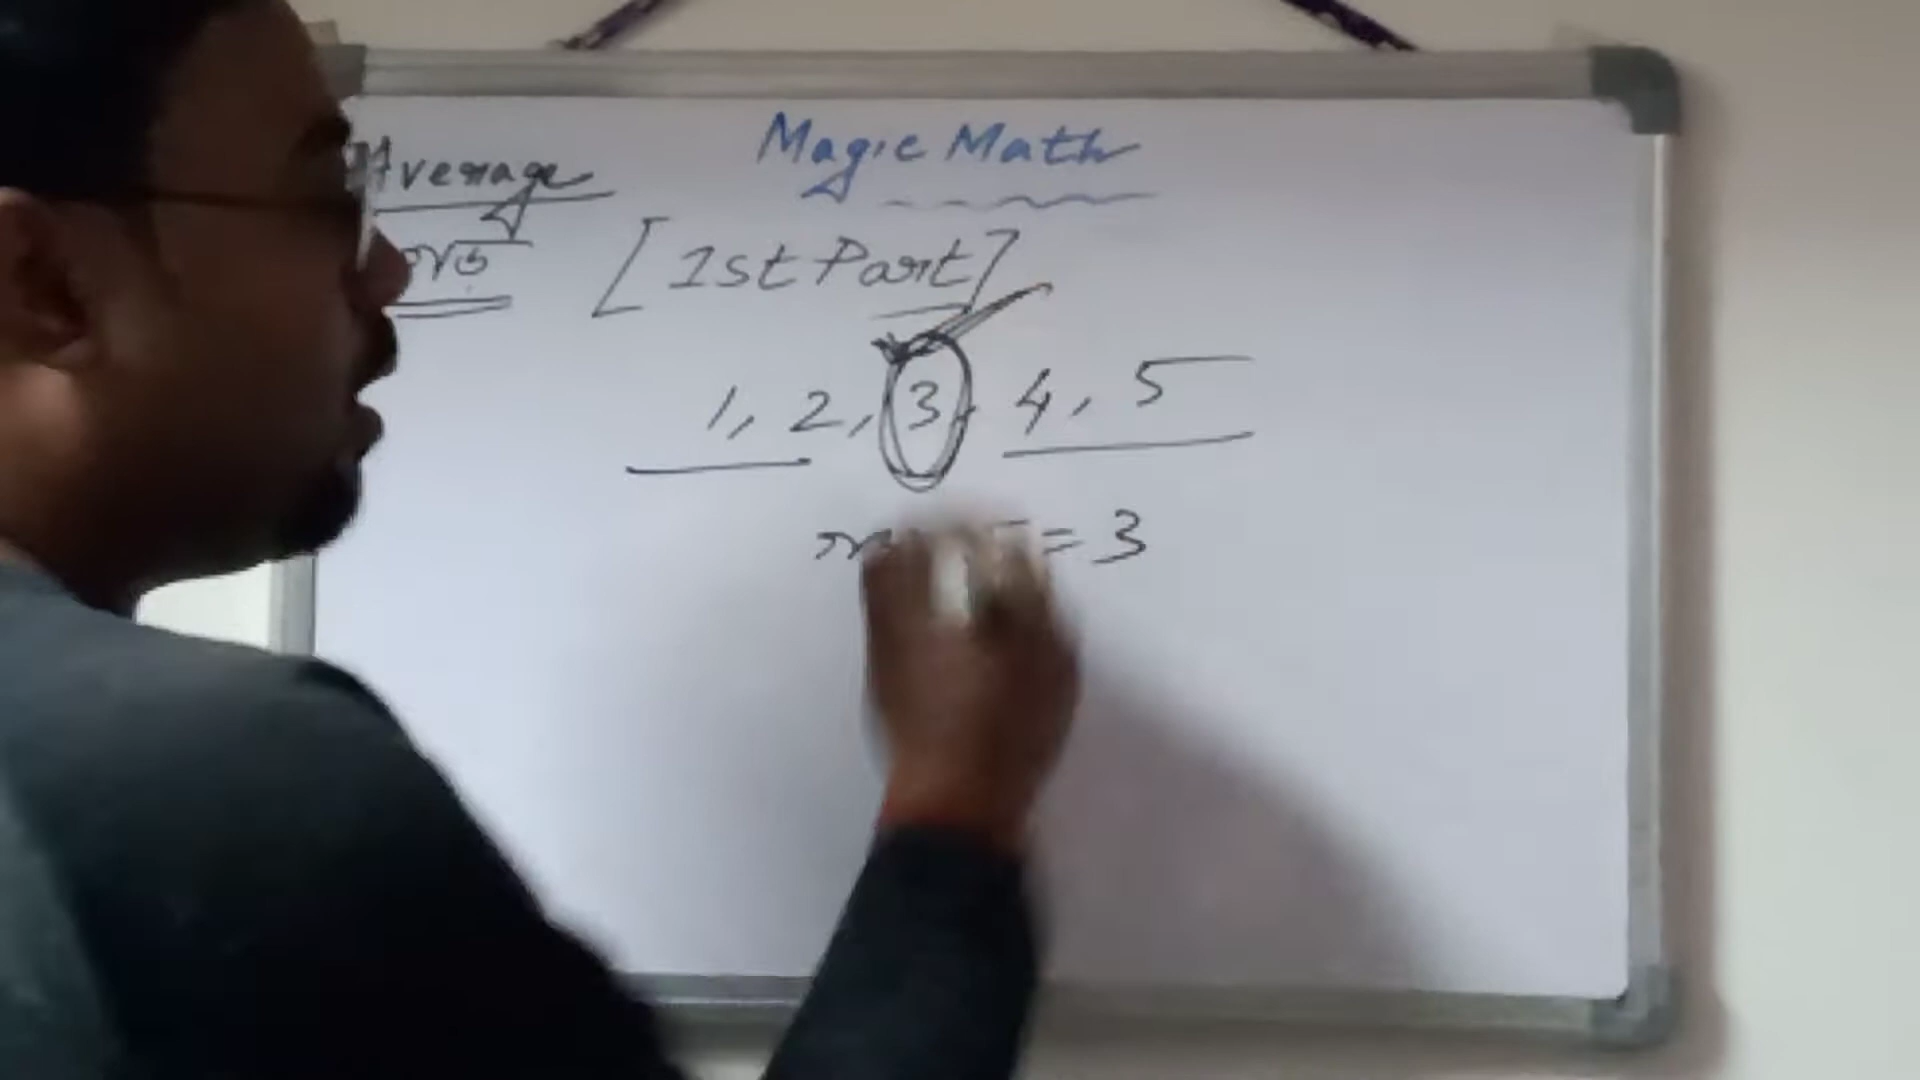 Magic Math
Average
[1st Part]
1, 2, 3, 4, 5
= 3